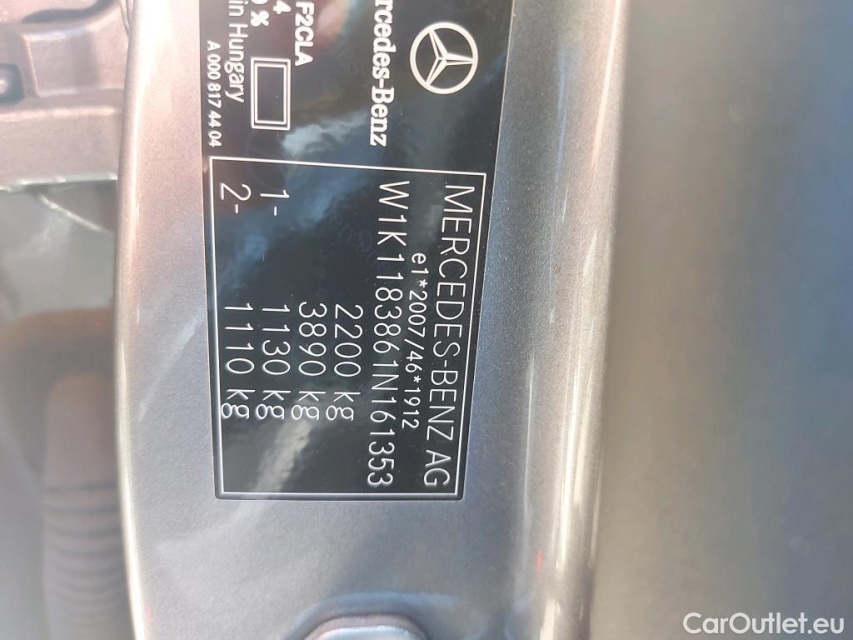 Mercedes-Benz
F2CLA
4
%
in Hungary
A 000 817 44 04
MERCEDES-BENZ AG
e1*2007/46*1912
W1K1183861N161353
2200 kg
3890 kg
1- 1130 kg
2- 1110 kg
CarOutlet.eu